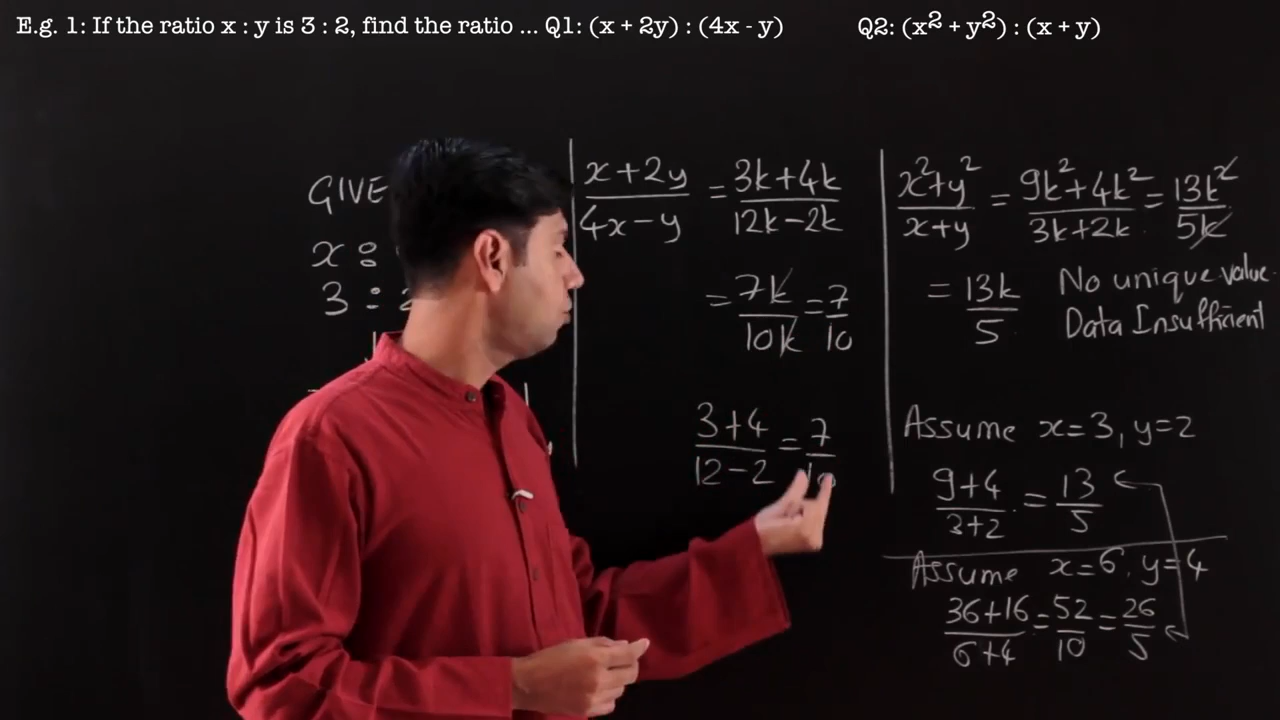 E.g. 1: If the ratio x : y is 3 : 2, find the ratio ... Q1: (x + 2y) : (4x - y) Q2: (x² + y²) : (x + y)
GIVE
x :
3 :
(x+2y)/(4x−y) = (3k+4k)/(12k−2k)
= 7k/10k = 7/10
(3+4)/(12−2) = 7/10
(x²+y²)/(x+y) = (9k²+4k²)/(3k+2k) = 13k²/5k
= 13k/5 No unique value
Data Insufficient
Assume x=3, y=2
(9+4)/(3+2) = 13/5
Assume x=6, y=4
(36+16)/(6+4) = 52/10 = 26/5